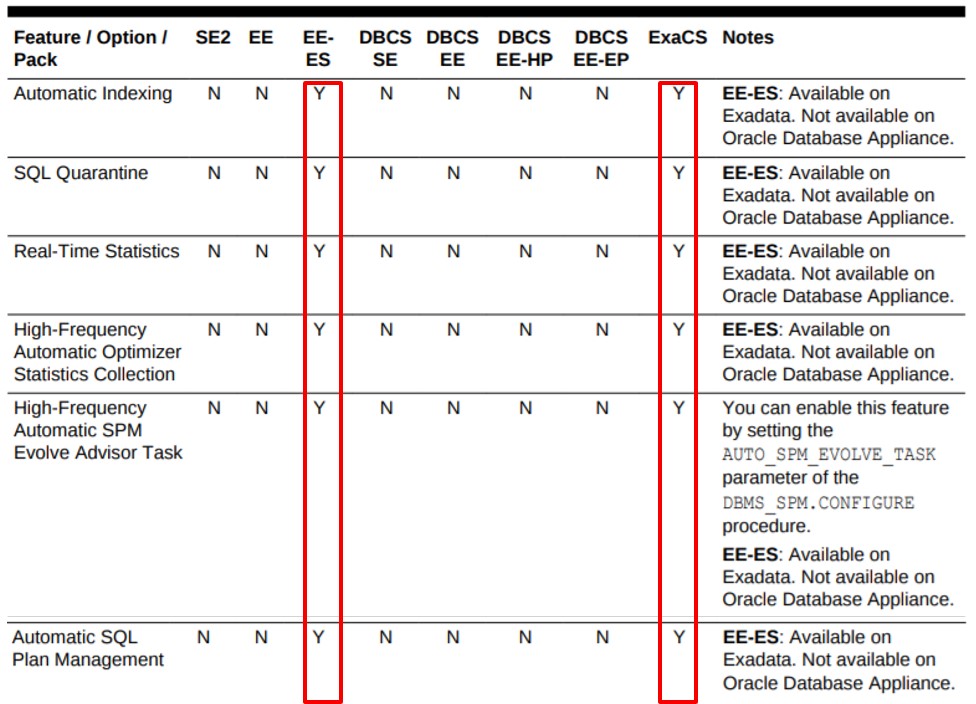 Feature / Option / Pack SE2 EE EE-ES DBCS SE DBCS EE DBCS EE-HP DBCS EE-EP ExaCS Notes
Automatic Indexing N N Y N N N N Y EE-ES: Available on
Exadata. Not available on
Oracle Database Appliance.
SQL Quarantine N N Y N N N N Y EE-ES: Available on
Exadata. Not available on
Oracle Database Appliance.
Real-Time Statistics N N Y N N N N Y EE-ES: Available on
Exadata. Not available on
Oracle Database Appliance.
High-Frequency N N Y N N N N Y EE-ES: Available on
Automatic Optimizer Exadata. Not available on
Statistics Collection Oracle Database Appliance.
High-Frequency N N Y N N N N Y You can enable this feature
Automatic SPM by setting the
Evolve Advisor Task AUTO_SPM_EVOLVE_TASK
parameter of the
DBMS_SPM.CONFIGURE
procedure.
EE-ES: Available on
Exadata. Not available on
Oracle Database Appliance.
Automatic SQL N N Y N N N N Y EE-ES: Available on
Plan Management Exadata. Not available on
Oracle Database Appliance.